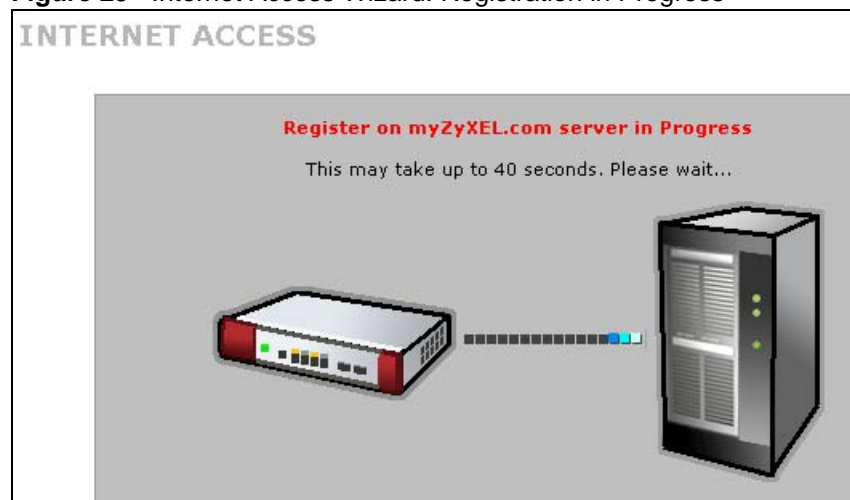 INTERNET ACCESS
Register on myZyXEL.com server in Progress
This may take up to 40 seconds. Please wait...